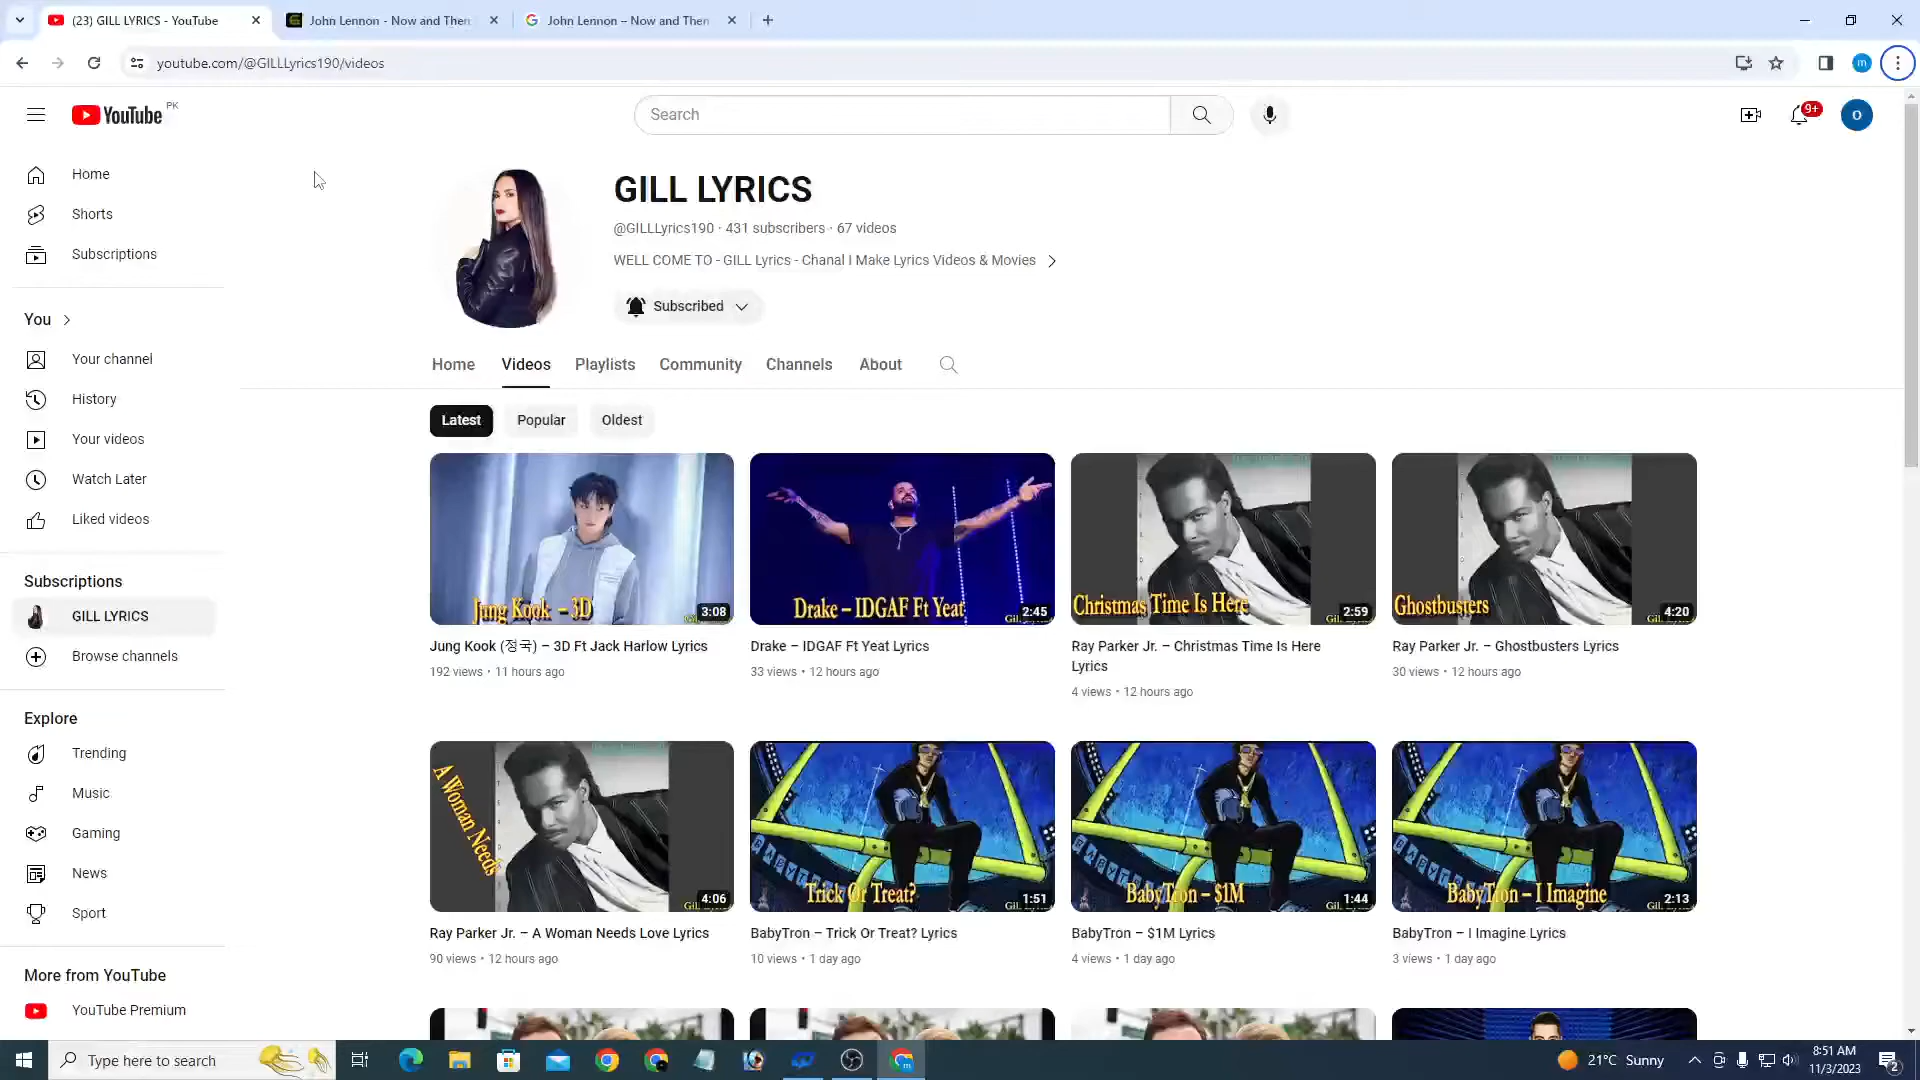 (23) GILL LYRICS - YouTube
John Lennon - Now and Then
John Lennon – Now and Then
youtube.com/@GILLLyrics190/videos
m
YouTube PK
Search
9+
O
Home
Shorts
Subscriptions
You
Your channel
History
Your videos
Watch Later
Liked videos
Subscriptions
GILL LYRICS
Browse channels
Explore
Trending
Music
Gaming
News
Sport
More from YouTube
YouTube Premium
GILL LYRICS
@GILLLyrics190 · 431 subscribers · 67 videos
WELL COME TO - GILL Lyrics - Chanal I Make Lyrics Videos & Movies
Subscribed
Home Videos Playlists Community Channels About
Latest Popular Oldest
Jung Kook – 3D
3:08
Jung Kook (정국) – 3D Ft Jack Harlow Lyrics
192 views • 11 hours ago
Drake – IDGAF Ft Yeat
2:45
Drake – IDGAF Ft Yeat Lyrics
33 views • 12 hours ago
Christmas Time Is Here
2:59
Ray Parker Jr. – Christmas Time Is Here
Lyrics
4 views • 12 hours ago
Ghostbusters
4:20
Ray Parker Jr. – Ghostbusters Lyrics
30 views • 12 hours ago
A Woman Needs
4:06
Ray Parker Jr. – A Woman Needs Love Lyrics
90 views • 12 hours ago
Trick Or Treat?
1:51
BabyTron – Trick Or Treat? Lyrics
10 views • 1 day ago
BabyTron – $1M
1:44
BabyTron – $1M Lyrics
4 views • 1 day ago
BabyTron – I Imagine
2:13
BabyTron – I Imagine Lyrics
3 views • 1 day ago
Type here to search
21°C Sunny
8:51 AM
11/3/2023
2